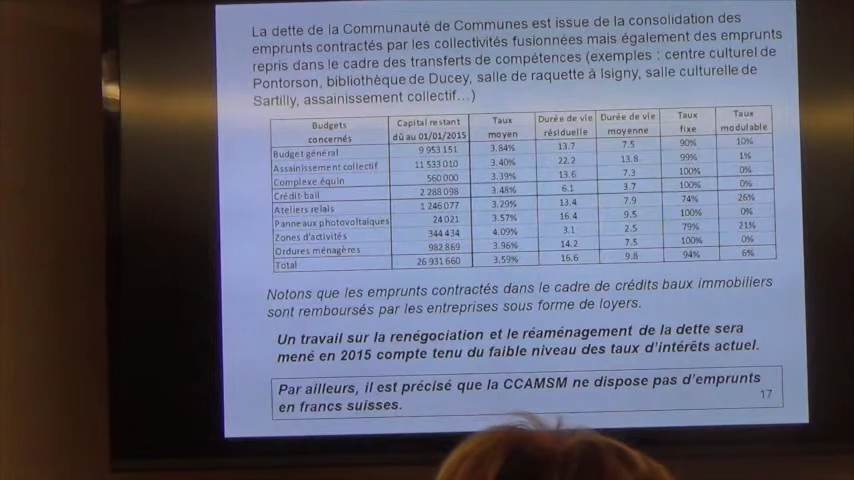 La dette de la Communauté de Communes est issue de la consolidation des
emprunts contractés par les collectivités fusionnées mais également des emprunts
repris dans le cadre des transferts de compétences (exemples : centre culturel de
Pontorson, bibliothèque de Ducey, salle de raquette à Isigny, salle culturelle de
Sartilly, assainissement collectif…)
Budgets concernés Capital restant dû au 01/01/2015 Taux moyen Durée de vie résiduelle Durée de vie moyenne Taux fixe Taux modulable
Budget général 9 953 151 3.84% 13.7 7.5 90% 10%
Assainissement collectif 11 533 010 3.40% 22.2 13.8 99% 1%
Complexe équin 560 000 3.39% 13.6 7.3 100% 0%
Crédit-bail 2 288 098 3.48% 6.1 3.7 100% 0%
Ateliers relais 1 246 077 3.29% 13.4 7.9 74% 26%
Panneaux photovoltaïques 24 021 3.57% 16.4 9.5 100% 0%
Zones d'activités 344 434 4.09% 3.1 2.5 79% 21%
Ordures ménagères 982 869 3.96% 14.2 7.5 100% 0%
Total 26 931 660 3.59% 16.6 9.8 94% 6%
Notons que les emprunts contractés dans le cadre de crédits baux immobiliers
sont remboursés par les entreprises sous forme de loyers.
Un travail sur la renégociation et le réaménagement de la dette sera
mené en 2015 compte tenu du faible niveau des taux d'intérêts actuel.
Par ailleurs, il est précisé que la CCAMSM ne dispose pas d'emprunts
en francs suisses.
17